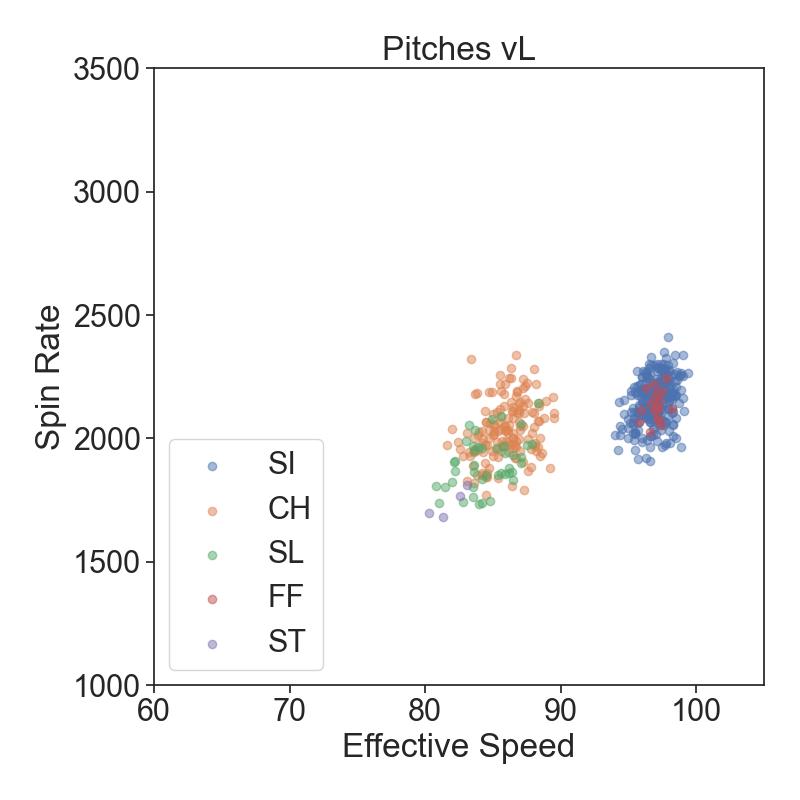 Pitches vL
3500
3000
2500
2000
1500
1000
Spin Rate
SI
CH
SL
FF
ST
60 70 80 90 100
Effective Speed